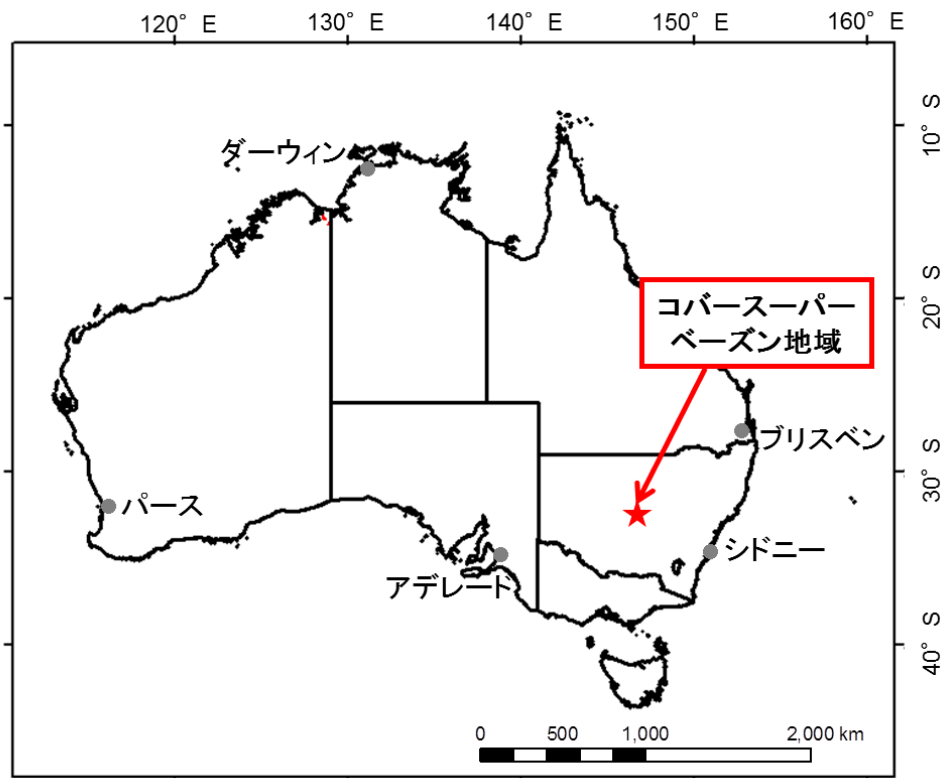 120° E
130° E
140° E
150° E
160° E
10° S
ダーウィン
20° S
コバースーパー
ベーズン地域
ブリスベン
30° S
パース
シドニー
アデレード
40° S
0 500 1,000 2,000 km